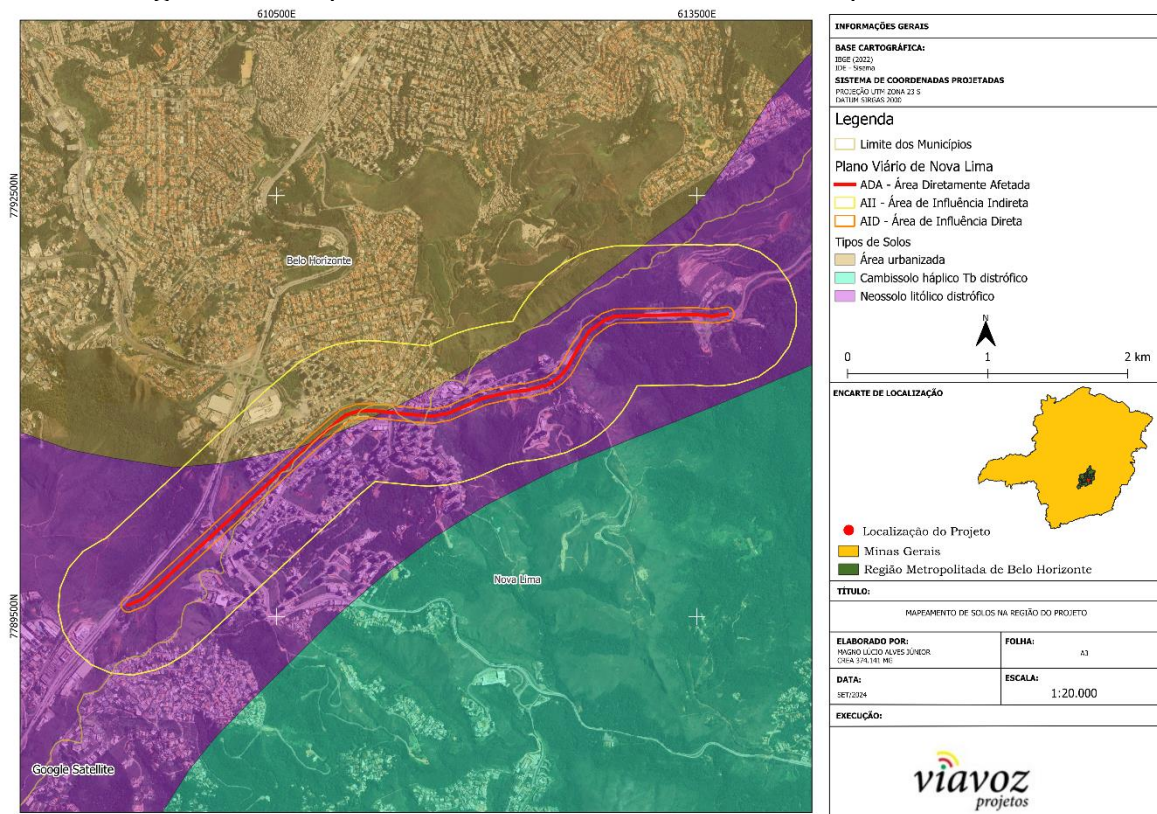 610500E
613500E
7792500N
7789500N
Belo Horizonte
Nova Lima
Google Satellite
INFORMAÇÕES GERAIS
BASE CARTOGRÁFICA:
IBGE (2022)
IDE - Sisema
SISTEMA DE COORDENADAS PROJETADAS
PROJEÇÃO UTM ZONA 23 S
DATUM SIRGAS 2000
Legenda
Limite dos Municípios
Plano Viário de Nova Lima
ADA - Área Diretamente Afetada
AII - Área de Influência Indireta
AID - Área de Influência Direta
Tipos de Solos
Área urbanizada
Cambissolo háplico Tb distrófico
Neossolo litólico distrófico
N
0 1 2 km
ENCARTE DE LOCALIZAÇÃO
Localização do Projeto
Minas Gerais
Região Metropolitada de Belo Horizonte
TÍTULO:
MAPEAMENTO DE SOLOS NA REGIÃO DO PROJETO
ELABORADO POR:
MAGNO LÚCIO ALVES JÚNIOR
CREA 374.141 MG
FOLHA:
A3
DATA:
SET/2024
ESCALA:
1:20.000
EXECUÇÃO:
viavoz
projetos